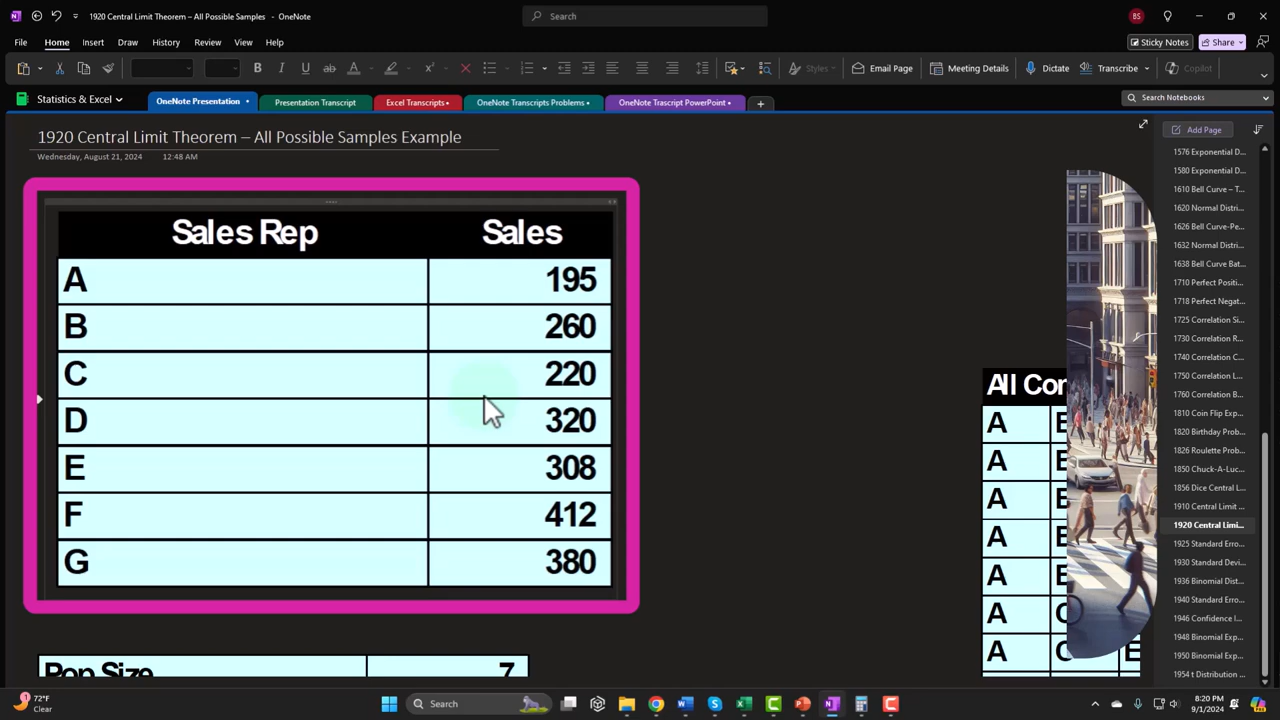 1920 Central Limit Theorem – All Possible Samples - OneNote
Search
BS
File Home Insert Draw History Review View Help
Sticky Notes
Share
Styles
Email Page
Meeting Details
Dictate
Transcribe
Copilot
Statistics & Excel
OneNote Presentation
Presentation Transcript
Excel Transcripts
OneNote Transcripts Problems
OneNote Trascript PowerPoint
Search Notebooks
1920 Central Limit Theorem – All Possible Samples Example
Wednesday, August 21, 2024 12:48 AM
Add Page
Sales Rep Sales
A 195
B 260
C 220
D 320
E 308
F 412
G 380
Pop Size 7
All Cor
A
A
A
A
A
A C
A C E
1576 Exponential D...
1580 Exponential D...
1610 Bell Curve – T...
1620 Normal Distri...
1626 Bell Curve-Pe...
1632 Normal Distri...
1638 Bell Curve Bat...
1710 Perfect Positi...
1718 Perfect Negat...
1725 Correlation Si...
1730 Correlation R...
1740 Correlation C...
1750 Correlation L...
1760 Correlation B...
1810 Coin Flip Exp...
1820 Birthday Prob...
1826 Roulette Prob...
1850 Chuck-A-Luc...
1856 Dice Central L...
1910 Central Limit ...
1920 Central Limi...
1925 Standard Erro...
1930 Standard Devi...
1936 Binomial Dist...
1940 Standard Erro...
1946 Confidence I...
1948 Binomial Exp...
1950 Binomial Exp...
1954 t Distribution ...
72°F
Clear
Search
8:20 PM
9/1/2024